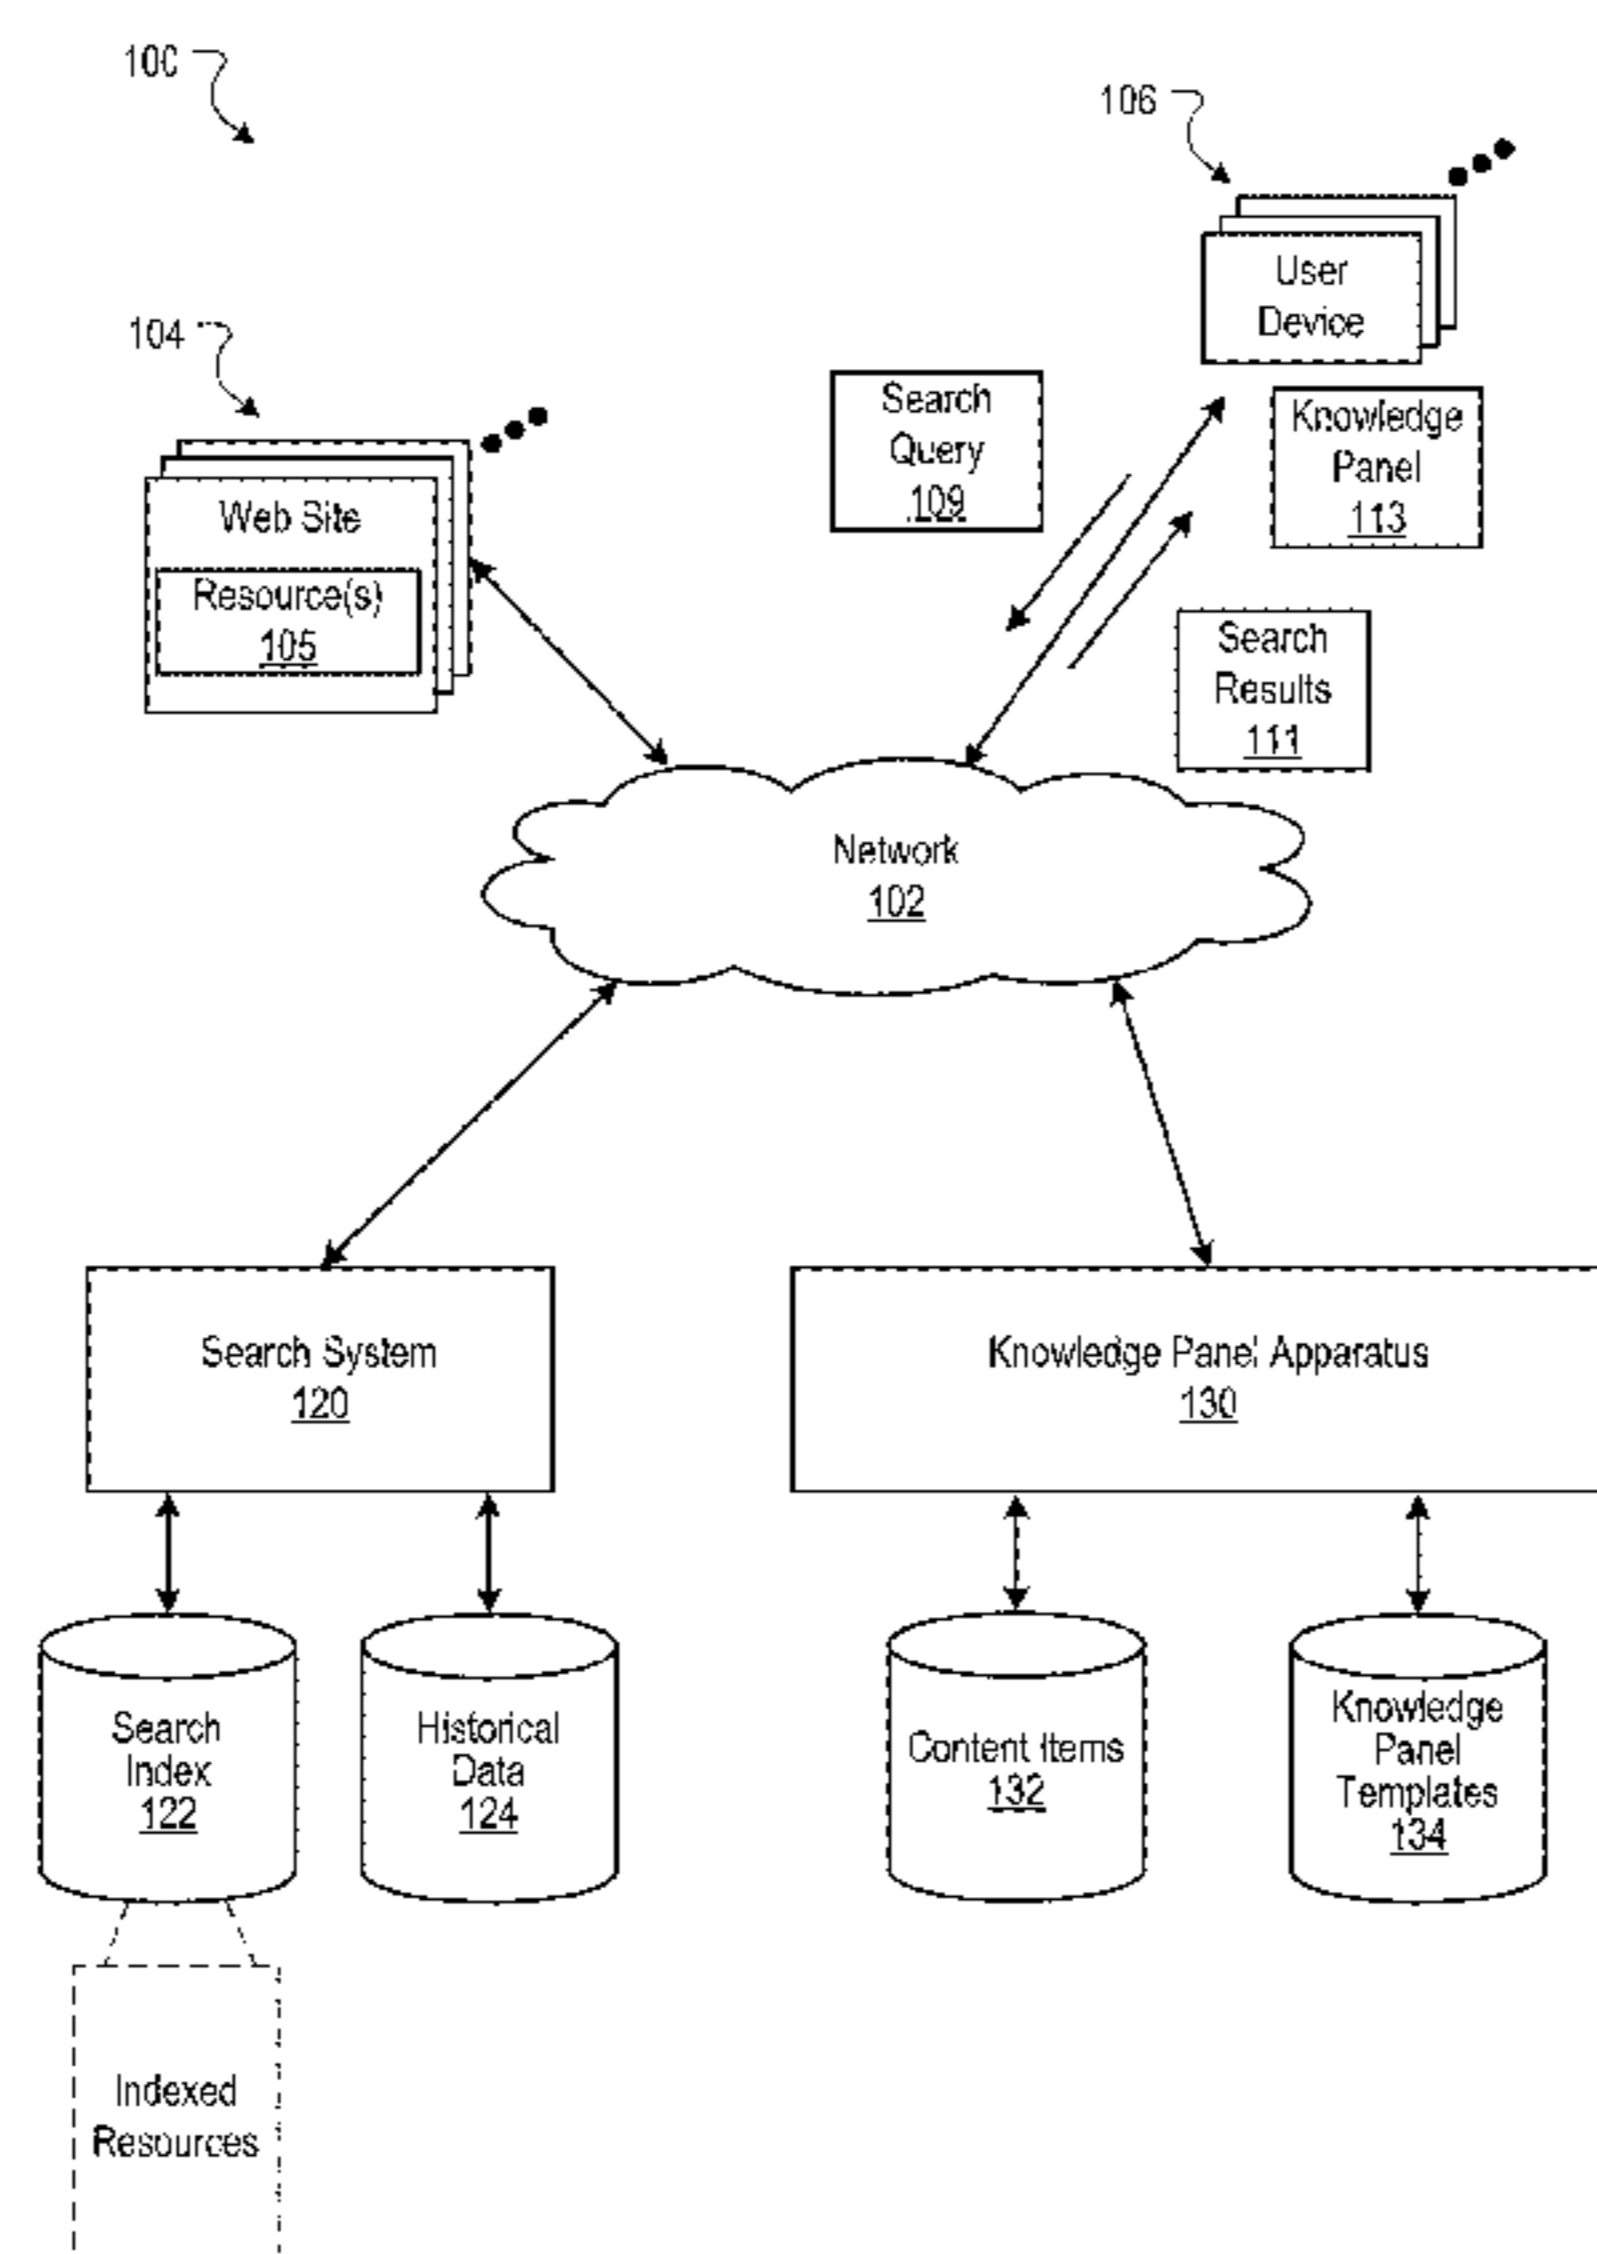 100
106
User
Device
104
Search
Query
109
Knowledge
Panel
113
Web Site
Resource(s)
105
Search
Results
111
Network
102
Search System
120
Knowledge Panel Apparatus
130
Search
Index
122
Historical
Data
124
Content Items
132
Knowledge
Panel
Templates
134
Indexed
Resources